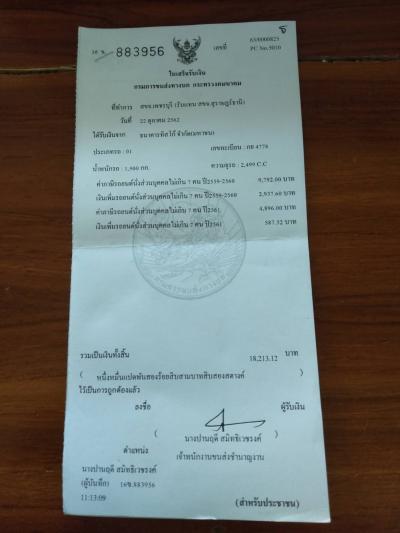 16 ข. 883956
เลขที่ 63/0000825
PC No.5010
ใบเสร็จรับเงิน
กรมการขนส่งทางบก กระทรวงคมนาคม
ที่ทำการ สขจ.เพชรบุรี (รับแทน สขจ.สุราษฎร์ธานี)
วันที่ 22 ตุลาคม 2562
ได้รับเงินจาก ธนาคารทิสโก้ จำกัด(มหาชน)
ประเภทรถ : 01 เลขทะเบียน : กย 4778
น้ำหนักรถ : 1,900 กก. ความจุรถ : 2,499 C.C
ค่าภาษีรถยนต์นั่งส่วนบุคคลไม่เกิน 7 คน ปี2559-2560 9,792.00 บาท
เงินเพิ่มรถยนต์นั่งส่วนบุคคลไม่เกิน 7 คน ปี2559-2560 2,937.60 บาท
ค่าภาษีรถยนต์นั่งส่วนบุคคลไม่เกิน 7 คน ปี2561 4,896.00 บาท
เงินเพิ่มรถยนต์นั่งส่วนบุคคลไม่เกิน 7 คน ปี2561 587.52 บาท
รวมเป็นเงินทั้งสิ้น 18,213.12 บาท
( หนึ่งหมื่นแปดพันสองร้อยสิบสามบาทสิบสองสตางค์ )
ไว้เป็นการถูกต้องแล้ว
ลงชื่อ ผู้รับเงิน
( นางปานฤดี สมิทธิเวชรงค์ )
ตำแหน่ง เจ้าพนักงานขนส่งชำนาญงาน
นางปานฤดี สมิทธิเวชรงค์
(ผู้บันทึก) 16ข.883956
11:13:09 (สำหรับประชาชน)